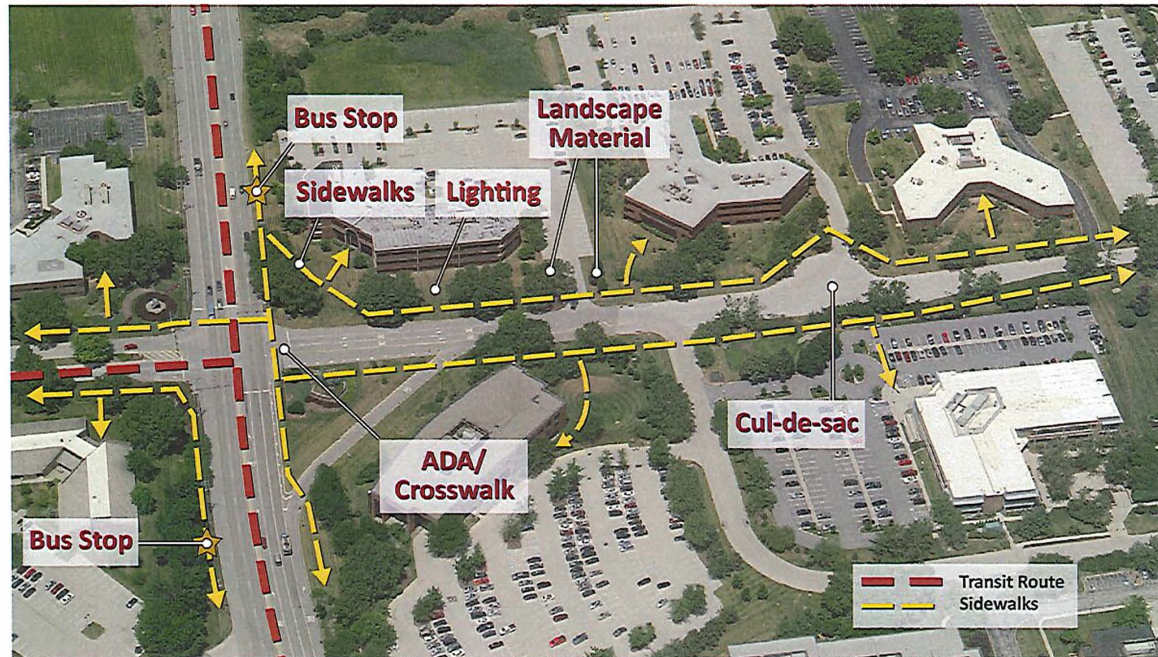 Bus Stop
Landscape
Material
Sidewalks
Lighting
Cul-de-sac
ADA/
Crosswalk
Bus Stop
Transit Route
Sidewalks